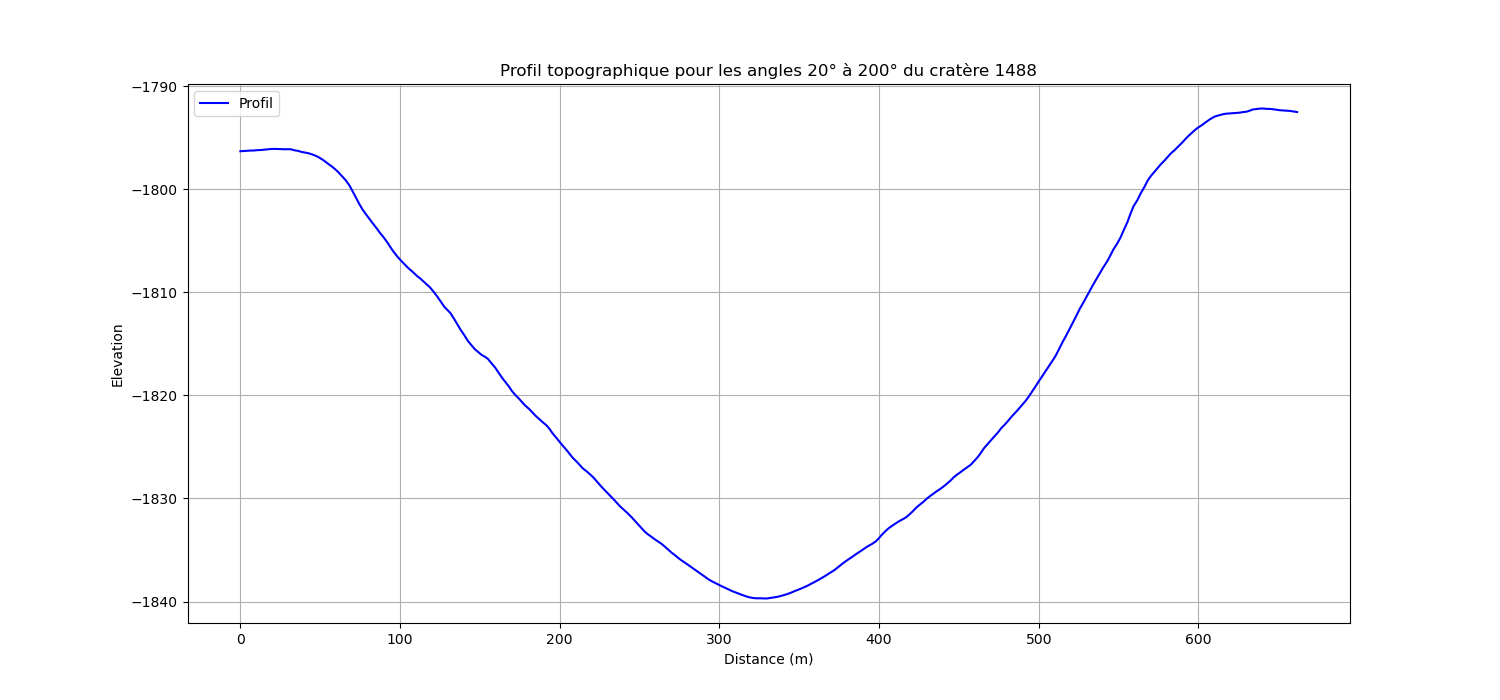 Profil topographique pour les angles 20° à 200° du cratère 1488
Profil
−1790
−1800
−1810
−1820
−1830
−1840
Elevation
0 100 200 300 400 500 600
Distance (m)